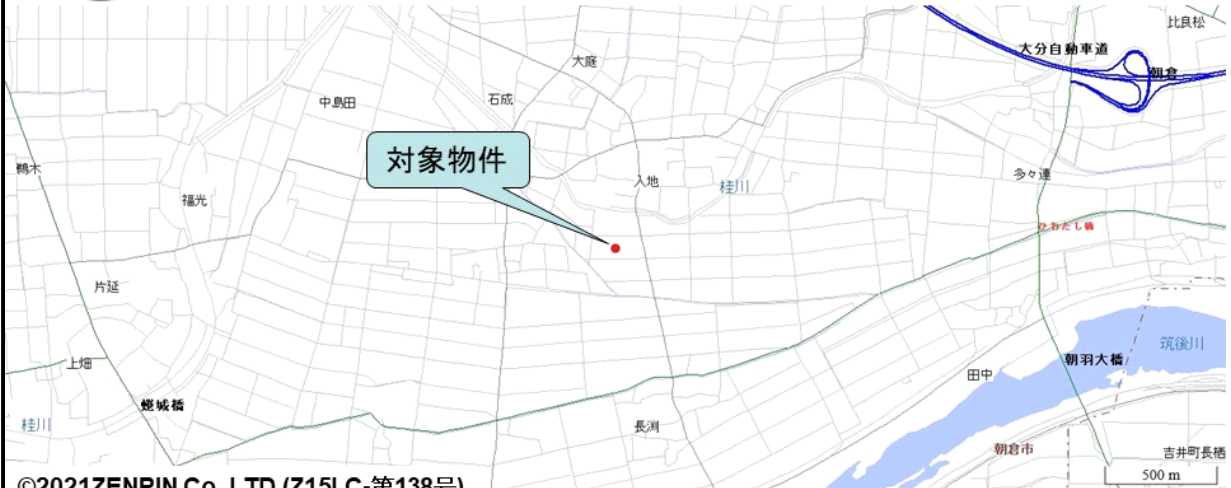 比良松
大分自動車道
朝倉
大庭
石成
中島田
対象物件
鵜木
入地
桂川
多々連
福光
ひわたし橋
片延
筑後川
朝羽大橋
上畑
田中
蜷城橋
桂川
長渕
朝倉市
吉井町長栖
500 m
©2021ZENRIN Co., LTD.(Z15LC-第138号)